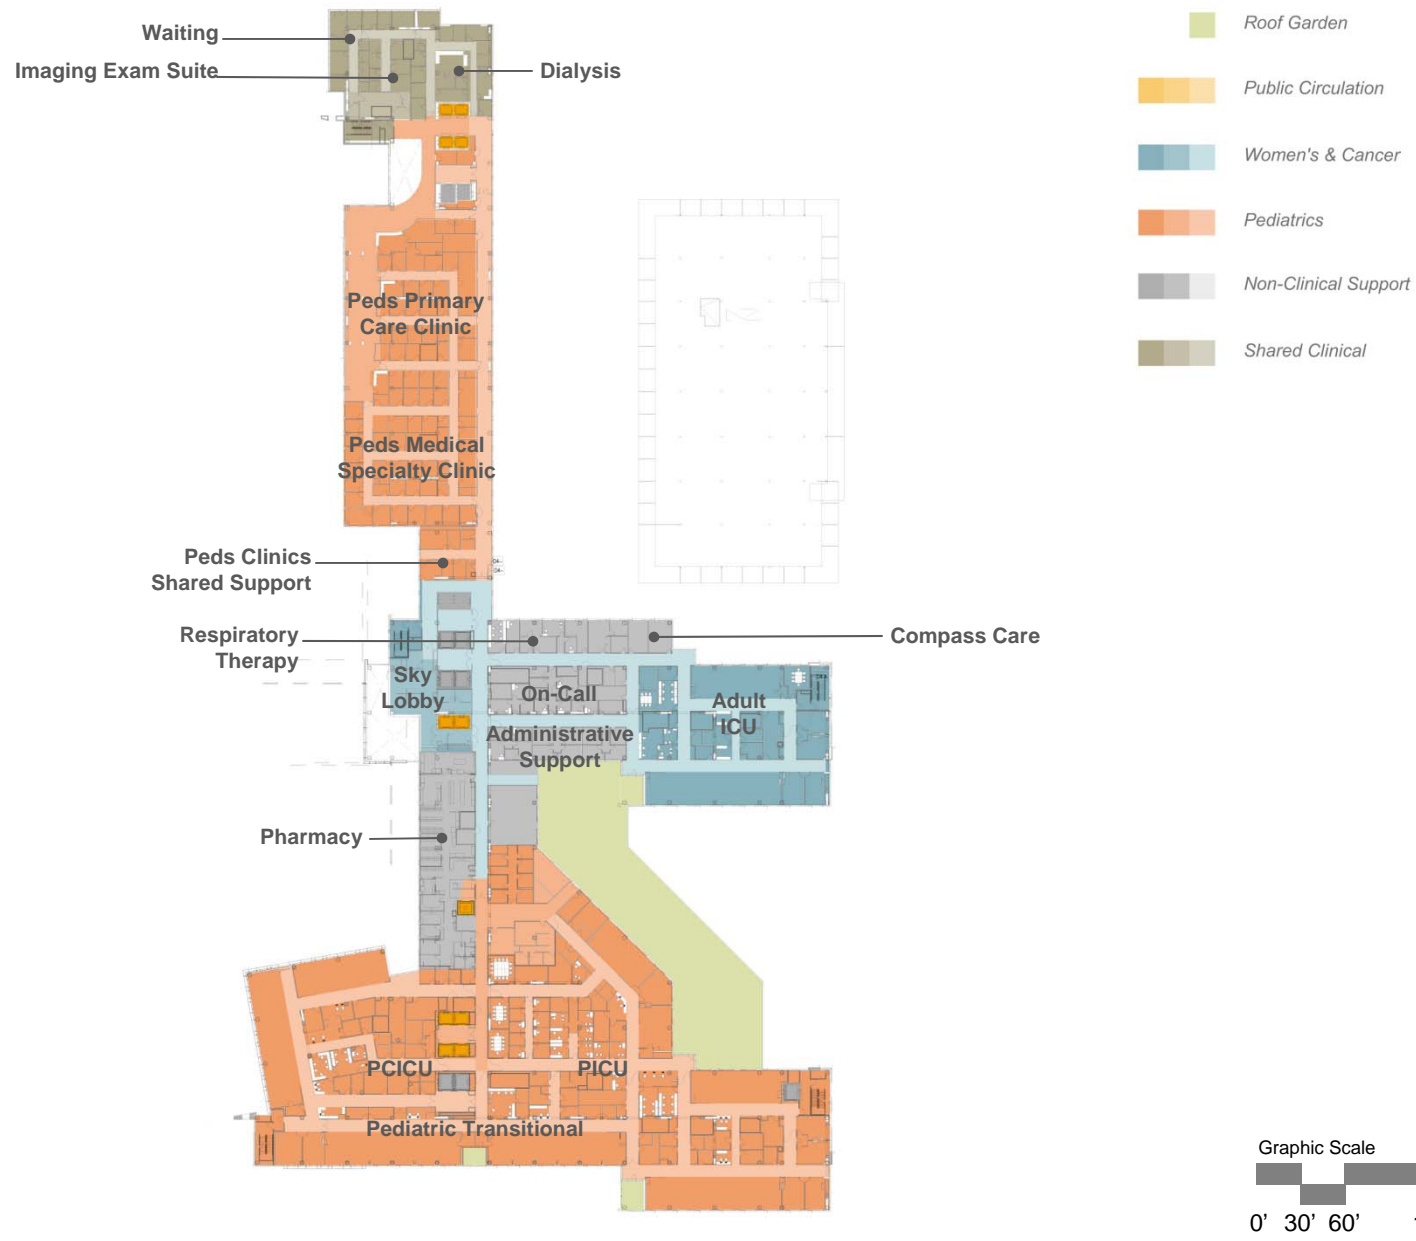 Waiting
Imaging Exam Suite
Dialysis
Peds Primary
Care Clinic
Peds Medical
Specialty Clinic
Peds Clinics
Shared Support
Respiratory
Therapy
Compass Care
Sky
Lobby
On-Call
Adult
ICU
Administrative
Support
Pharmacy
PCICU
PICU
Pediatric Transitional
Roof Garden
Public Circulation
Women's & Cancer
Pediatrics
Non-Clinical Support
Shared Clinical
Graphic Scale
0’ 30’ 60’